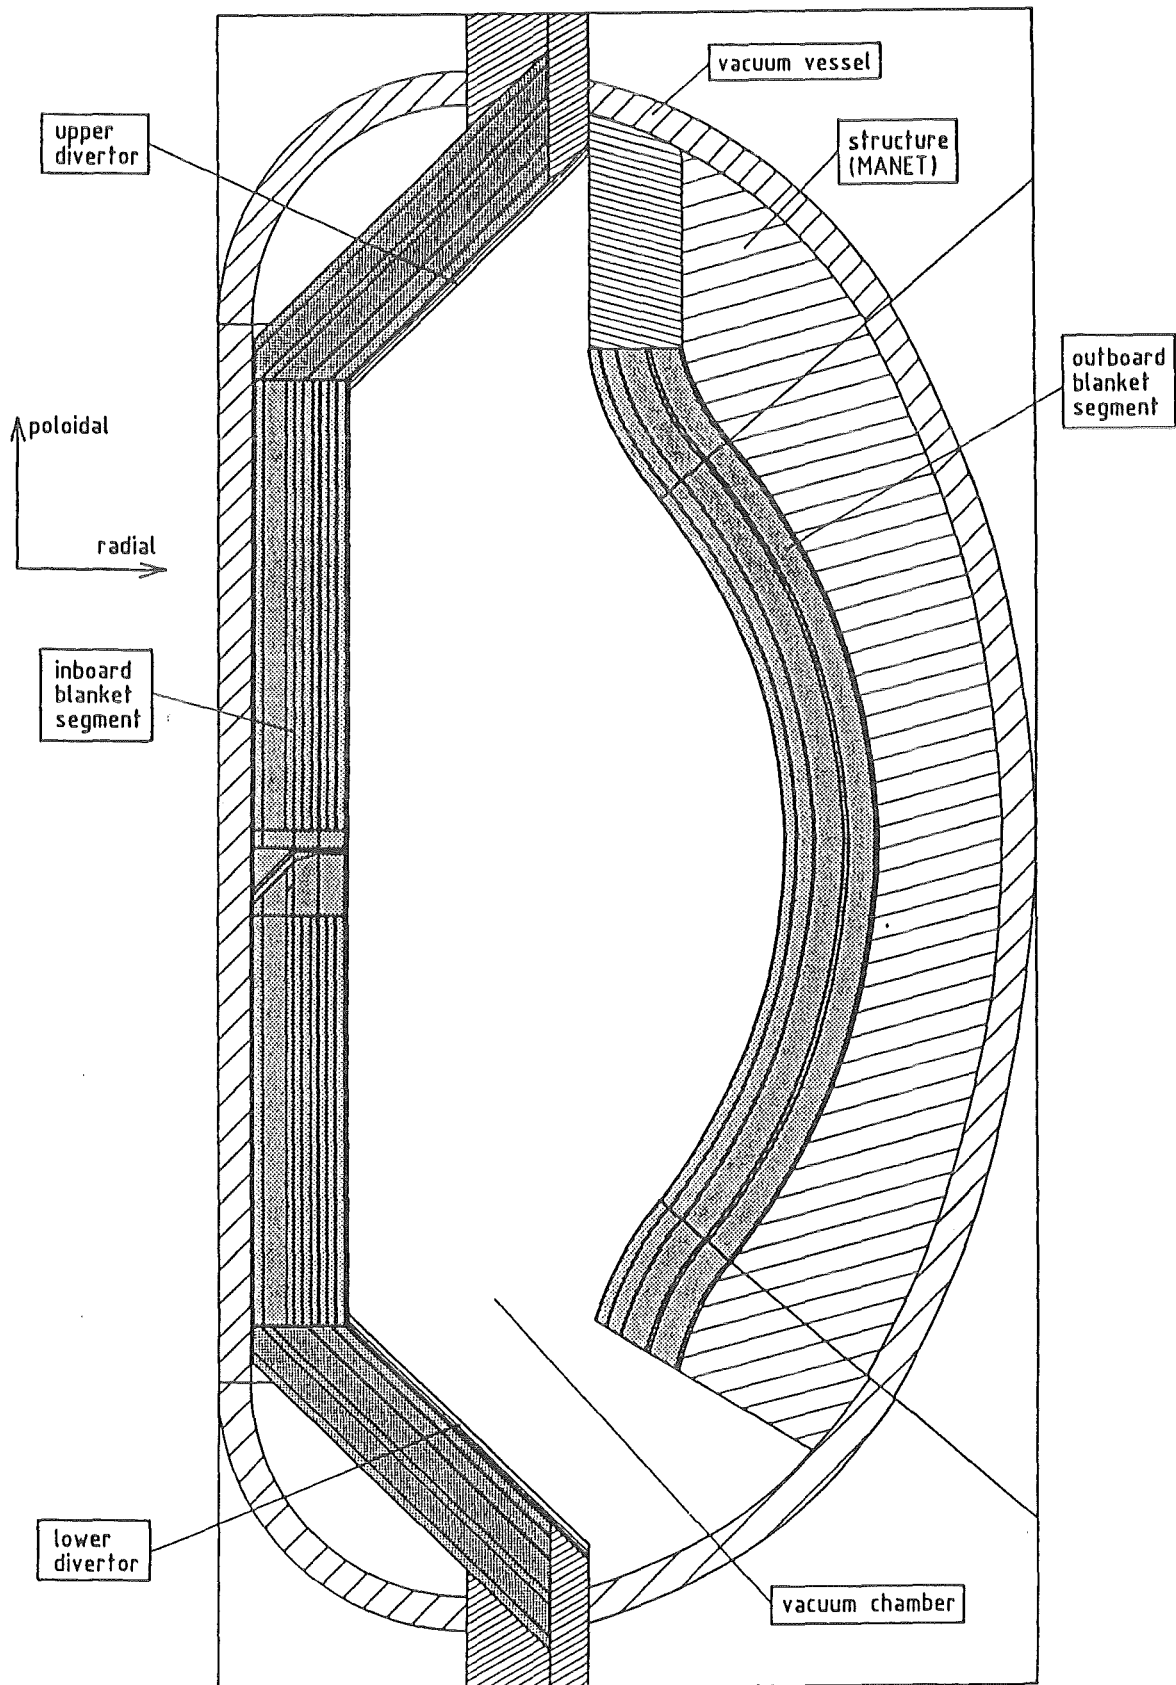 vacuum vessel
upper
divertor
structure
(MANET)
outboard
blanket
segment
poloidal
radial
inboard
blanket
segment
lower
divertor
vacuum chamber